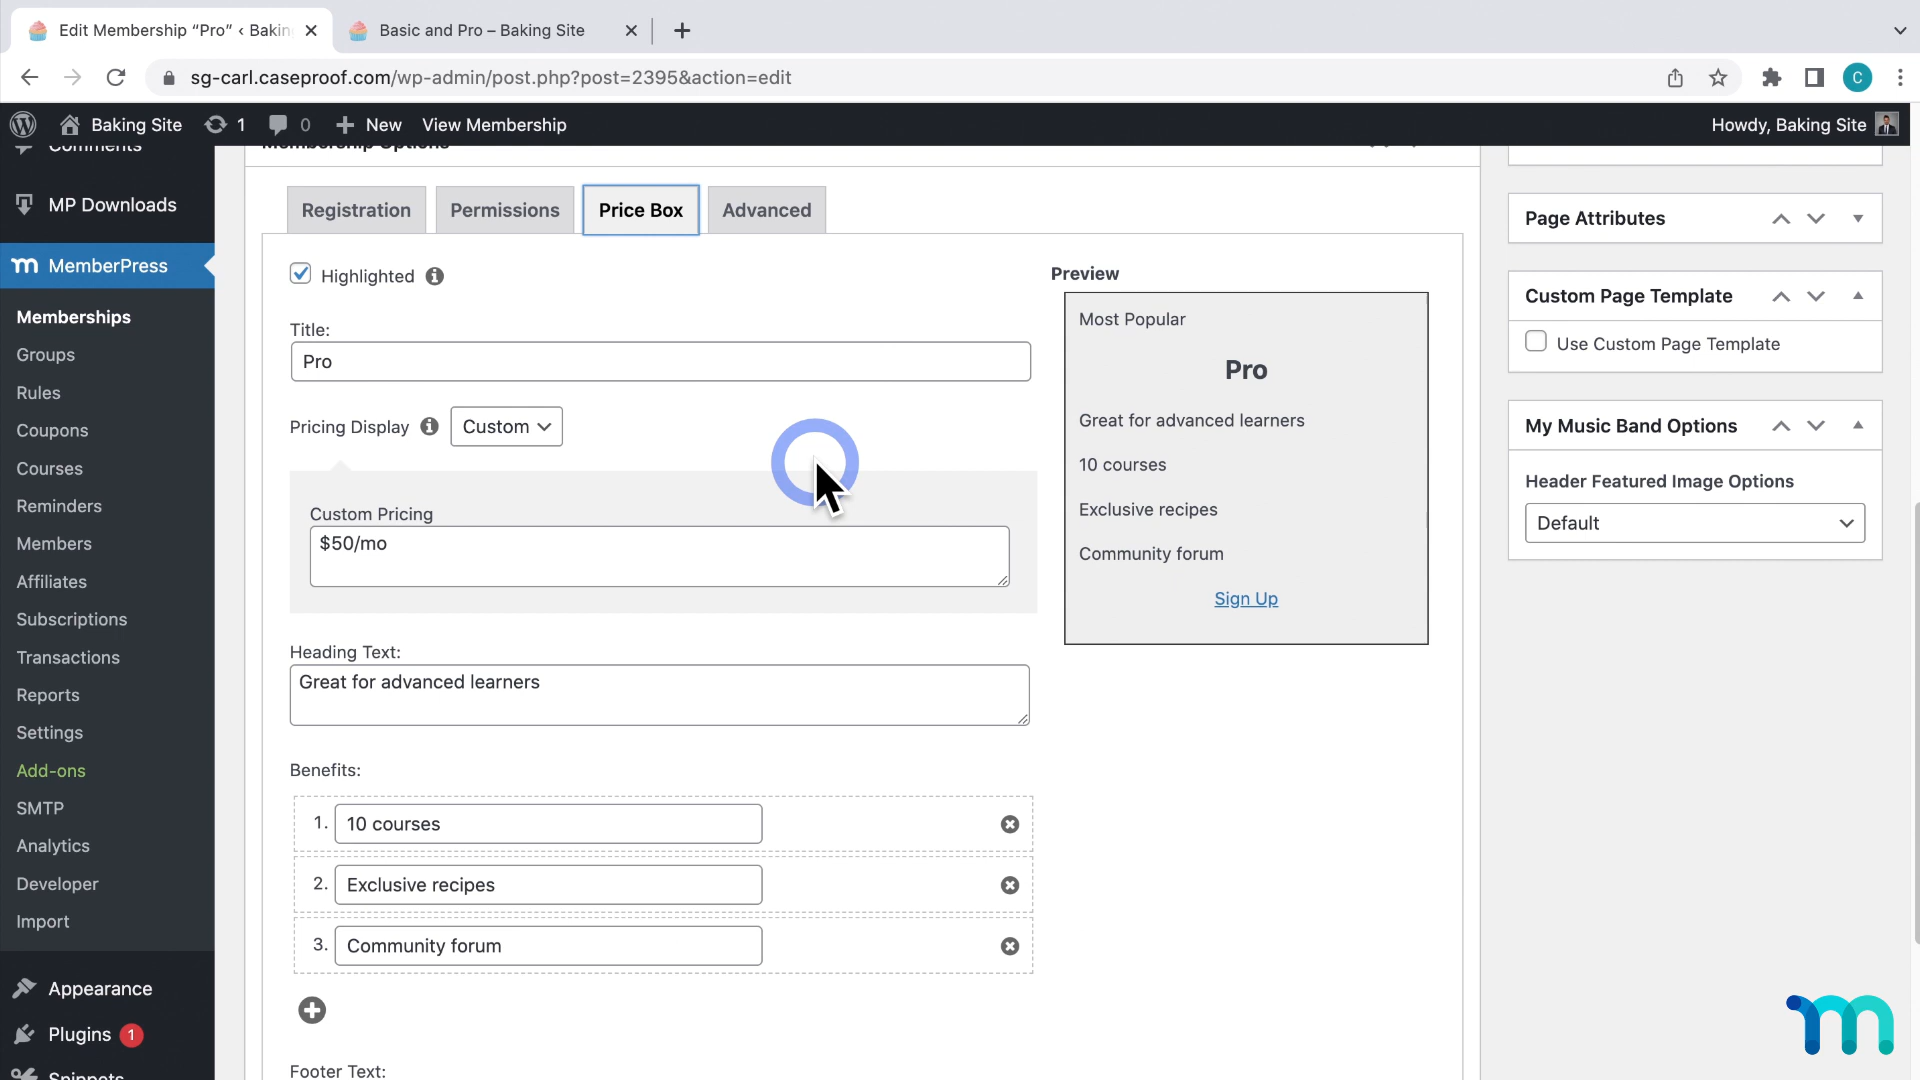 Edit Membership “Pro” ‹ Bakin
Basic and Pro – Baking Site
sg-carl.caseproof.com/wp-admin/post.php?post=2395&action=edit
C
Baking Site
1
0
New
View Membership
Howdy, Baking Site
Comments
MP Downloads
MemberPress
Memberships
Groups
Rules
Coupons
Courses
Reminders
Members
Affiliates
Subscriptions
Transactions
Reports
Settings
Add-ons
SMTP
Analytics
Developer
Import
Appearance
Plugins 1
Snippets
Membership Options
Registration
Permissions
Price Box
Advanced
Highlighted
Title:
Pro
Pricing Display
Custom
Custom Pricing
$50/mo
Heading Text:
Great for advanced learners
Benefits:
1. 10 courses
2. Exclusive recipes
3. Community forum
Footer Text:
Preview
Most Popular
Pro
Great for advanced learners
10 courses
Exclusive recipes
Community forum
Sign Up
Page Attributes
Custom Page Template
Use Custom Page Template
My Music Band Options
Header Featured Image Options
Default